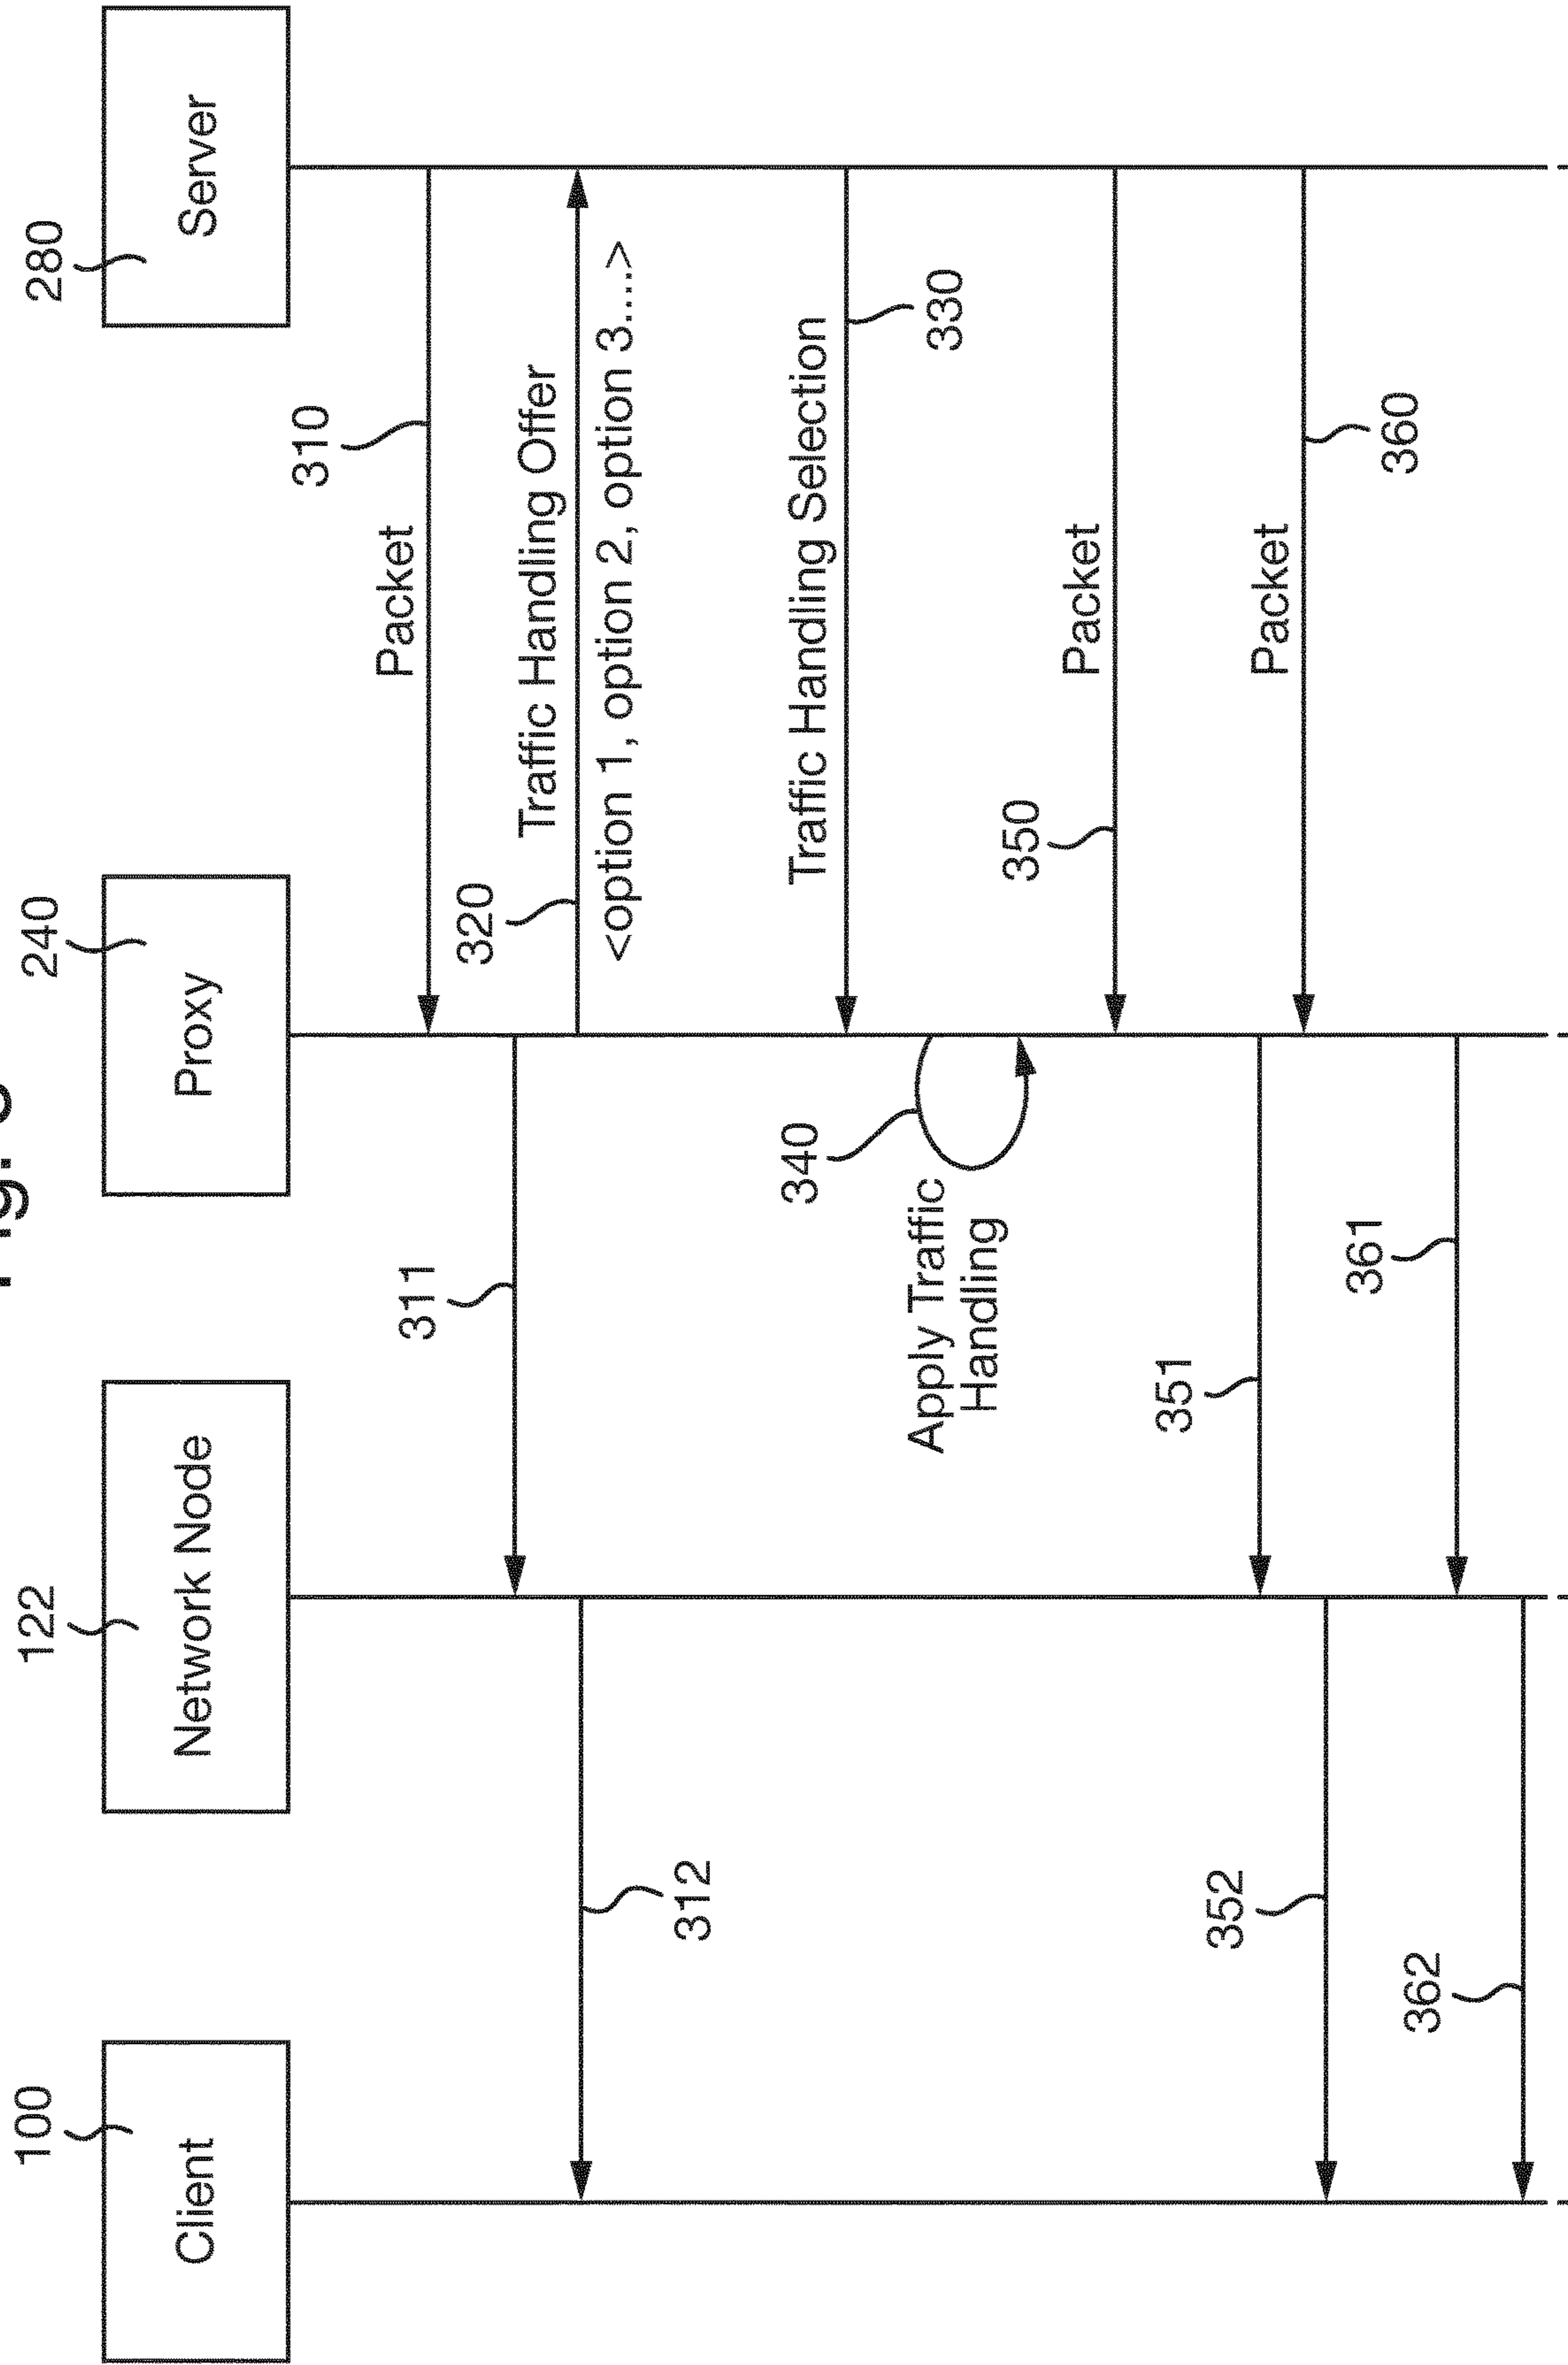 Fig.
100
122
240
280
Client
Network Node
Proxy
Server
310
Packet
311
320
Traffic Handling Offer
<option 1, option 2, option 3....>
312
Traffic Handling Selection
330
340
Apply Traffic
Handling
350
Packet
351
352
Packet
360
361
362